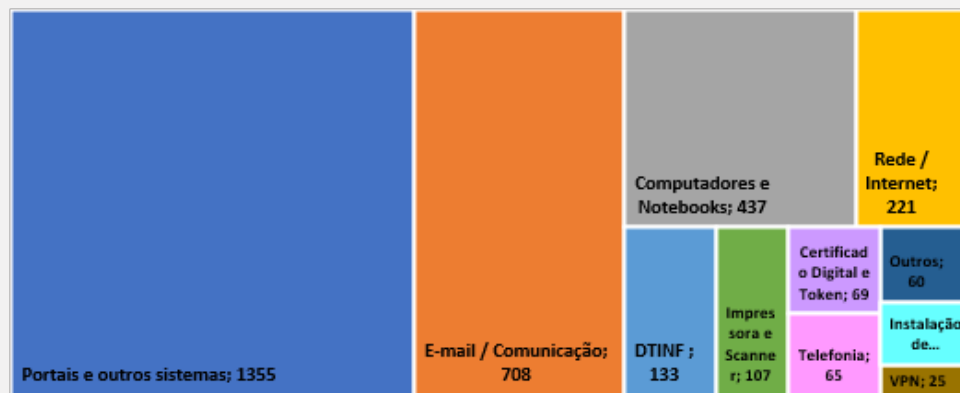 Portais e outros sistemas; 1355
E-mail / Comunicação;
708
Computadores e
Notebooks; 437
Rede /
Internet;
221
DTINF ;
133
Impres
sora e
Scanne
r; 107
Certificad
o Digital e
Token; 69
Telefonia;
65
Outros;
60
Instalação
de...
VPN; 25